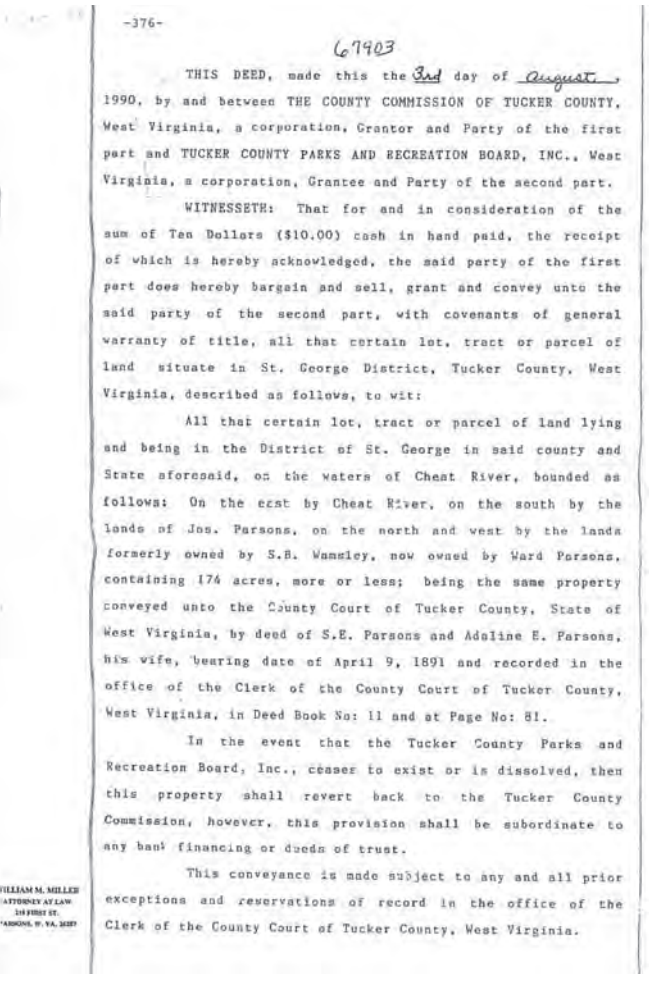 -376-
67903
THIS DEED, made this the 3rd day of August,
1990, by and between THE COUNTY COMMISSION OF TUCKER COUNTY,
West Virginia, a corporation, Grantor and Party of the first
part and TUCKER COUNTY PARKS AND RECREATION BOARD, INC., West
Virginia, a corporation, Grantee and Party of the second part.
WITNESSETH: That for and in consideration of the
sum of Ten Dollars ($10.00) cash in hand paid, the receipt
of which is hereby acknowledged, the said party of the first
part does hereby bargain and sell, grant and convey unto the
said party of the second part, with covenants of general
warranty of title, all that certain lot, tract or parcel of
land situate in St. George District, Tucker County, West
Virginia, described as follows, to wit:
All that certain lot, tract or parcel of land lying
and being in the District of St. George in said county and
State aforesaid, on the waters of Cheat River, bounded as
follows: On the east by Cheat River, on the south by the
lands of Jos. Parsons, on the north and west by the lands
formerly owned by S.B. Wamsley, now owned by Ward Parsons,
containing 174 acres, more or less; being the same property
conveyed unto the County Court of Tucker County, State of
West Virginia, by deed of S.E. Parsons and Adaline E. Parsons,
his wife, bearing date of April 9, 1891 and recorded in the
office of the Clerk of the County Court of Tucker County,
West Virginia, in Deed Book No: 11 and at Page No: 81.
In the event that the Tucker County Parks and
Recreation Board, Inc., ceases to exist or is dissolved, then
this property shall revert back to the Tucker County
Commission, however, this provision shall be subordinate to
any bank financing or deeds of trust.
This conveyance is made subject to any and all prior
exceptions and reservations of record in the office of the
Clerk of the County Court of Tucker County, West Virginia.
WILLIAM M. MILLER
ATTORNEY AT LAW
FIRST ST.
PARSONS, W. VA.